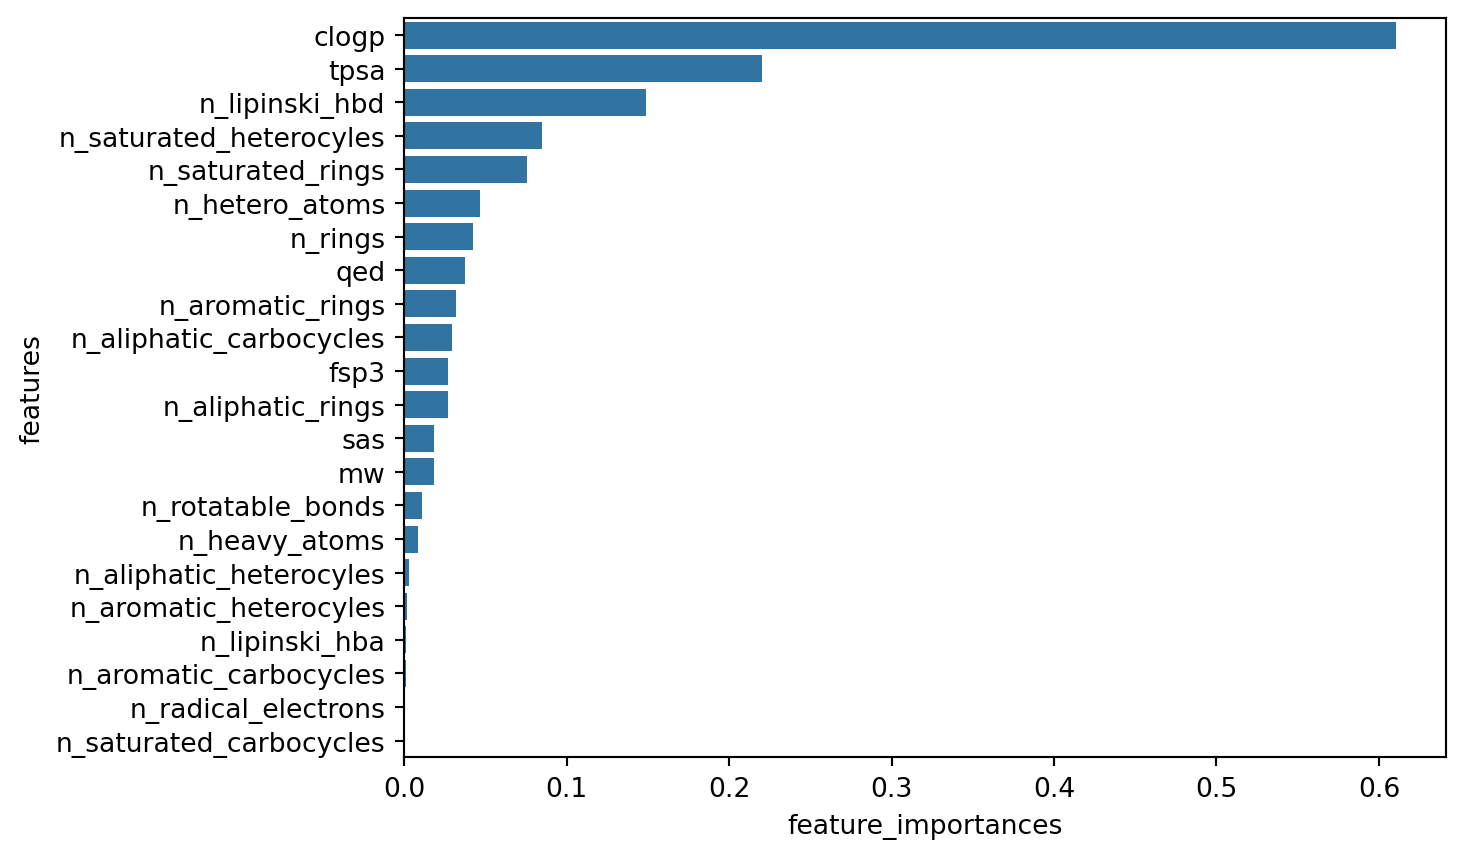 clogp
tpsa
n_lipinski_hbd
n_saturated_heterocyles
n_saturated_rings
n_hetero_atoms
n_rings
qed
n_aromatic_rings
n_aliphatic_carbocycles
fsp3
n_aliphatic_rings
sas
mw
n_rotatable_bonds
n_heavy_atoms
n_aliphatic_heterocyles
n_aromatic_heterocyles
n_lipinski_hba
n_aromatic_carbocycles
n_radical_electrons
n_saturated_carbocycles
features
0.0 0.1 0.2 0.3 0.4 0.5 0.6
feature_importances